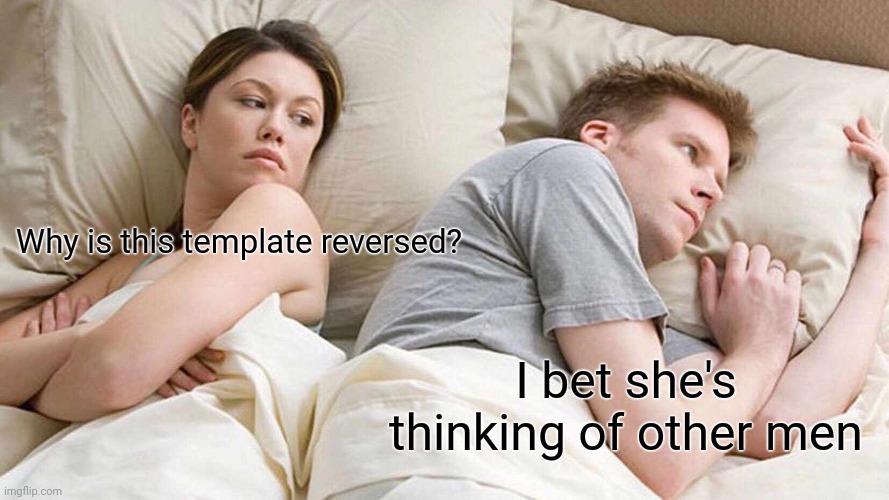 Why is this template reversed?
I bet she's
thinking of other men
imgflip.com